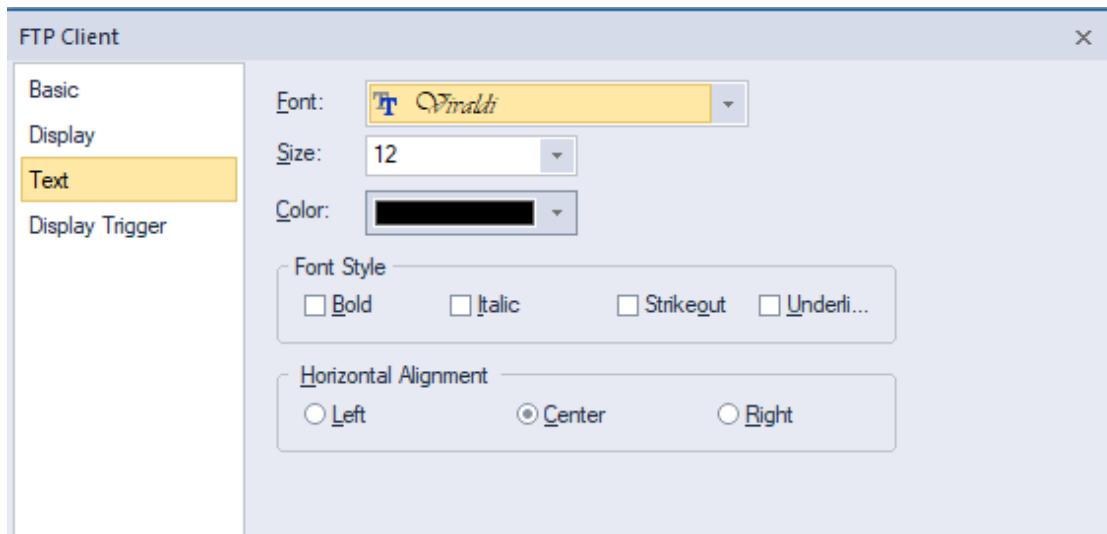 FTP Client
Basic
Display
Text
Display Trigger
Font: Vivaldi
Size: 12
Color:
Font Style
Bold Italic Strikeout Underli...
Horizontal Alignment
Left Center Right